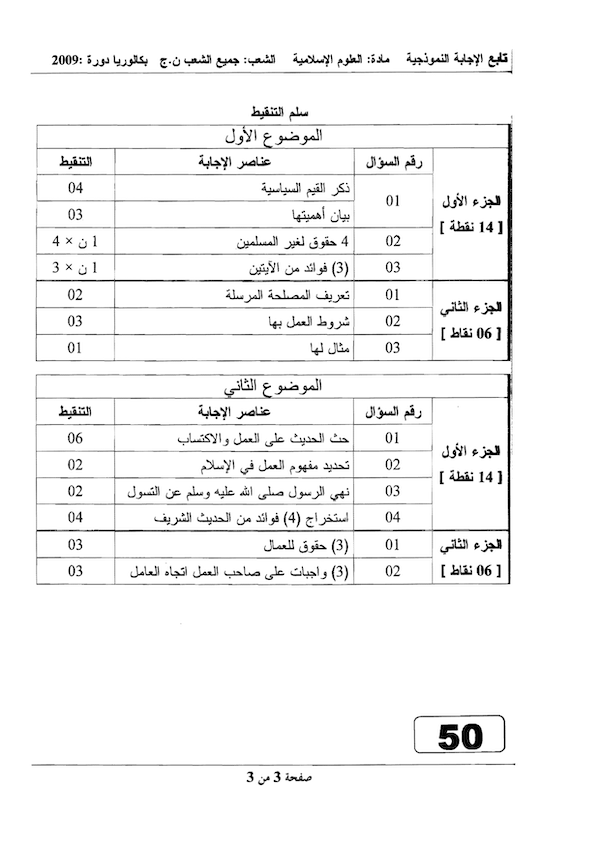 تابع الإجابة النموذجية مادة: العلوم الإسلامية الشعب: جميع الشعب ن.ج بكالوريا دورة :2009
سلم التنقيط
الموضوع الأول
رقم السؤال عناصر الإجابة التنقيط
الجزء الأول
[ 14 نقطة ]
01 ذكر القيم السياسية 04
بيان أهميتها 03
02 4 حقوق لغير المسلمين 1 ن × 4
03 (3) فوائد من الآيتين 1 ن × 3
الجزء الثاني
[ 06 نقاط ]
01 تعريف المصلحة المرسلة 02
02 شروط العمل بها 03
03 مثال لها 01
الموضوع الثاني
رقم السؤال عناصر الإجابة التنقيط
الجزء الأول
[ 14 نقطة ]
01 حث الحديث على العمل والاكتساب 06
02 تحديد مفهوم العمل في الإسلام 02
03 نهي الرسول صلى الله عليه وسلم عن التسول 02
04 استخراج (4) فوائد من الحديث الشريف 04
الجزء الثاني
[ 06 نقاط ]
01 (3) حقوق للعمال 03
02 (3) واجبات على صاحب العمل اتجاه العامل 03
50
صفحة 3 من 3